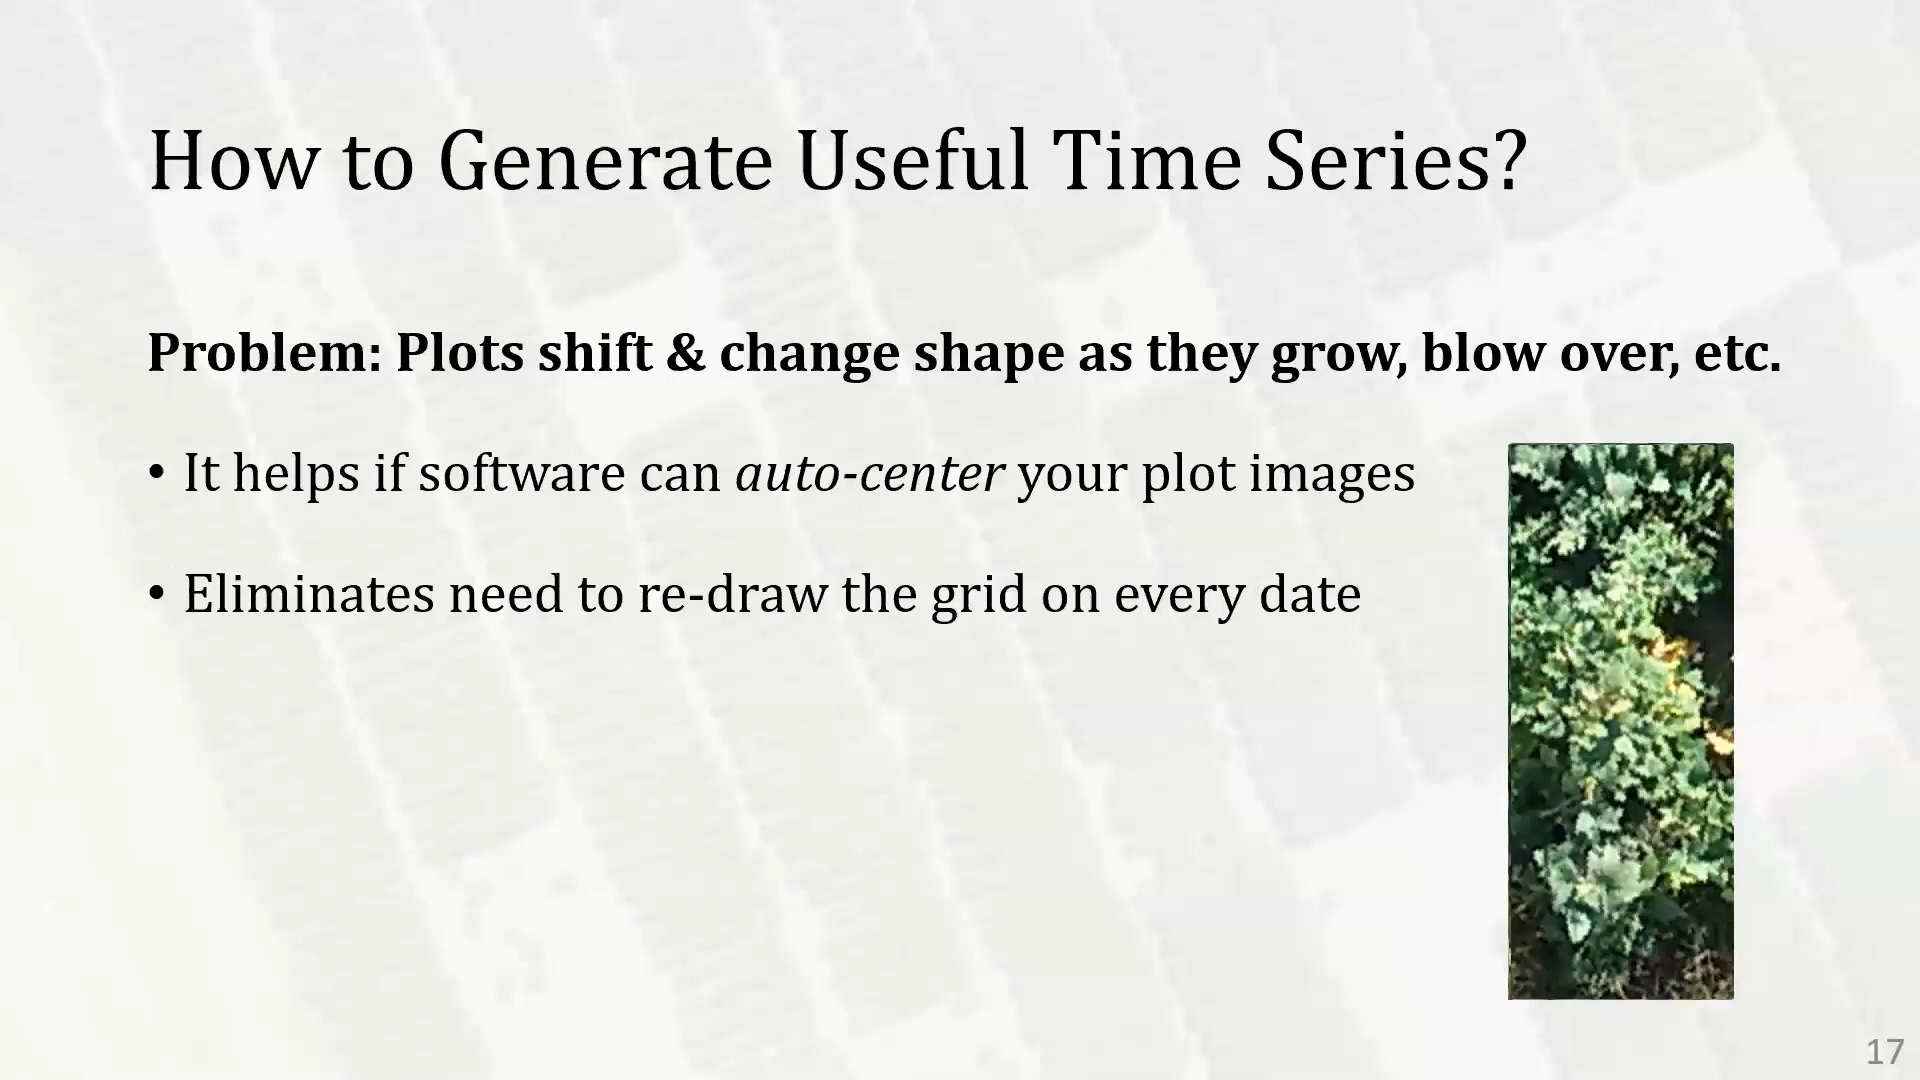 How to Generate Useful Time Series?
Problem: Plots shift & change shape as they grow, blow over, etc.
• It helps if software can auto-center your plot images
• Eliminates need to re-draw the grid on every date
17